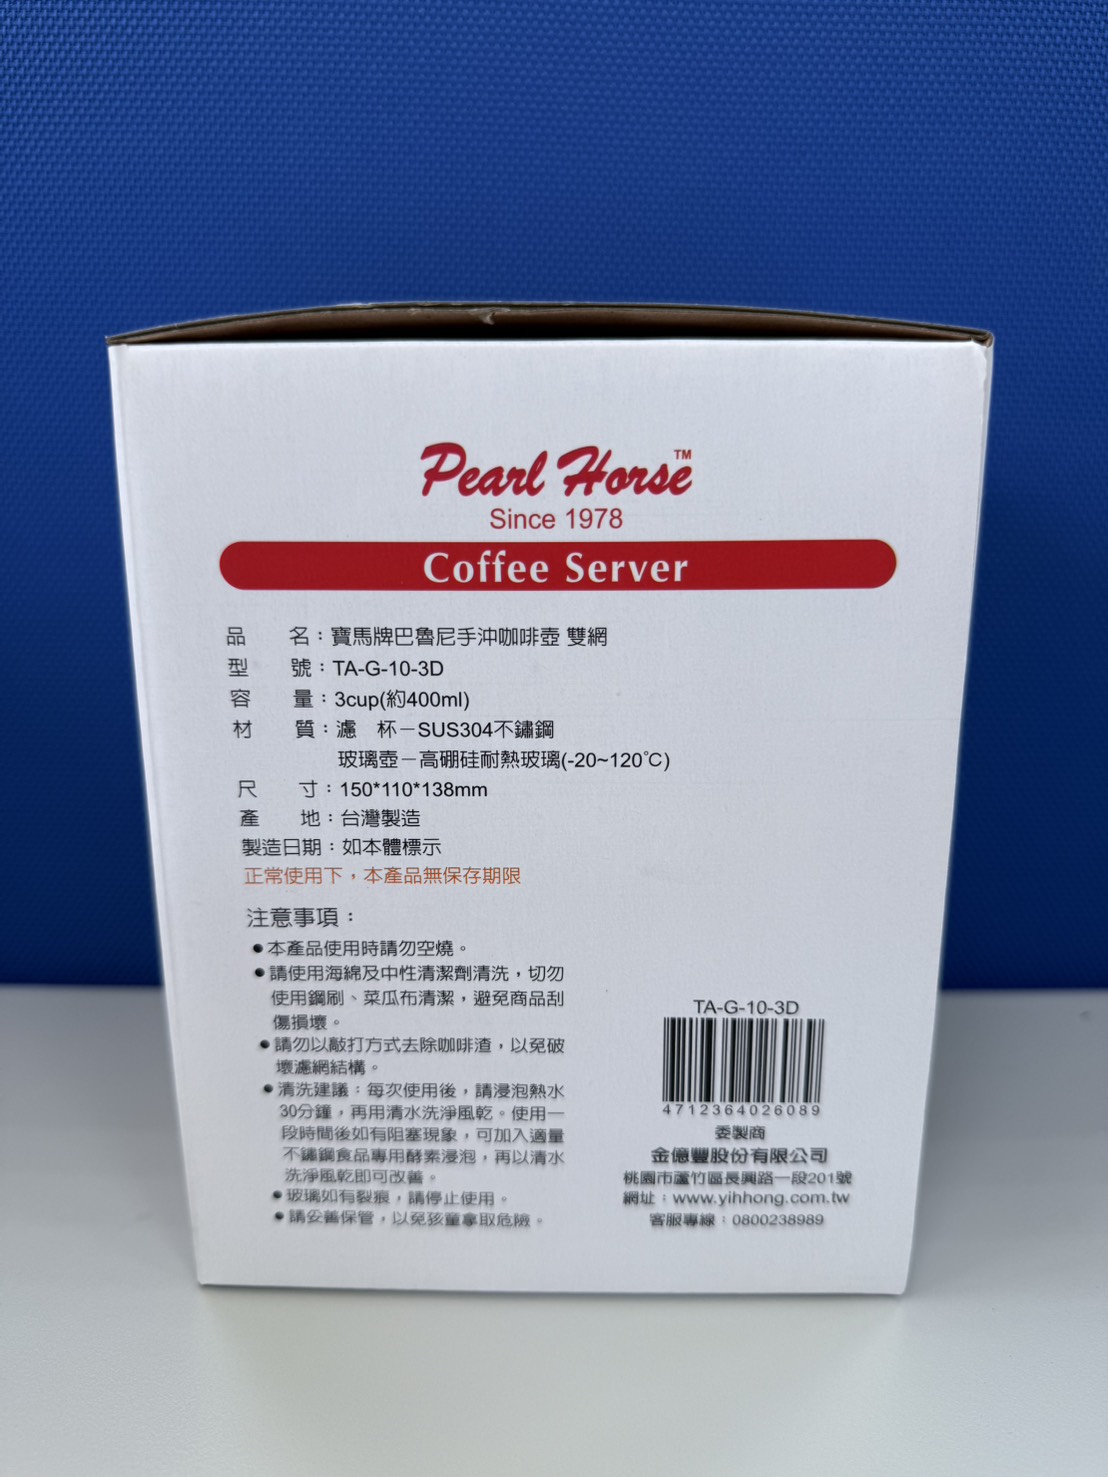 Pearl Horse™
Since 1978
Coffee Server
品　名：寶馬牌巴魯尼手沖咖啡壺 雙網
型　號：TA-G-10-3D
容　量：3cup(約400ml)
材　質：濾　杯－SUS304不鏽鋼
玻璃壺－高硼硅耐熱玻璃(-20~120℃)
尺　寸：150*110*138mm
產　地：台灣製造
製造日期：如本體標示
正常使用下，本產品無保存期限
注意事項：
●本產品使用時請勿空燒。
●請使用海綿及中性清潔劑清洗，切勿
使用鋼刷、菜瓜布清潔，避免商品刮
傷損壞。
●請勿以敲打方式去除咖啡渣，以免破
壞濾網結構。
●清洗建議：每次使用後，請浸泡熱水
30分鐘，再用清水洗淨風乾。使用一
段時間後如有阻塞現象，可加入適量
不鏽鋼食品專用酵素浸泡，再以清水
洗淨風乾即可改善。
●玻璃如有裂痕，請停止使用。
●請妥善保管，以免孩童拿取危險。
TA-G-10-3D
4712364026089
委製商
金億豐股份有限公司
桃園市蘆竹區長興路一段201號
網址：www.yihhong.com.tw
客服專線：0800238989